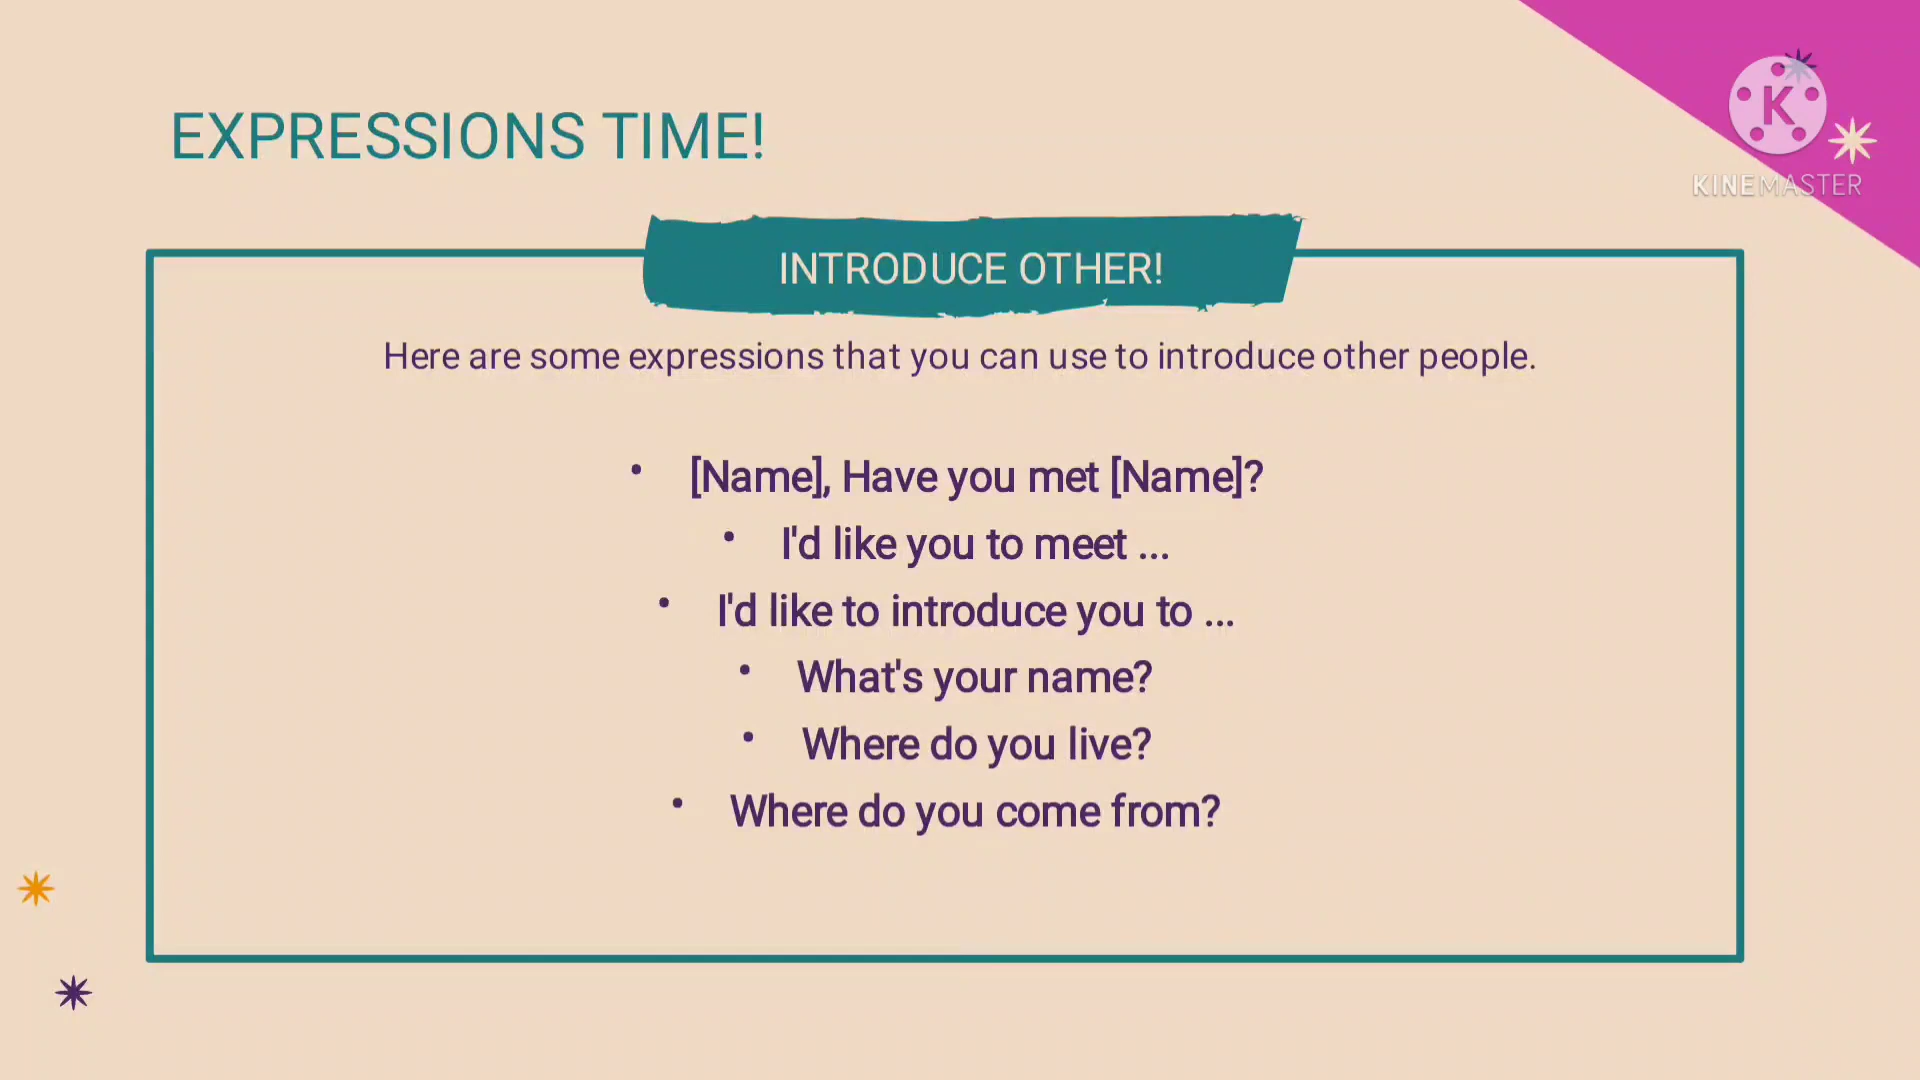 EXPRESSIONS TIME!
K
KINEMASTER
INTRODUCE OTHER!
Here are some expressions that you can use to introduce other people.
• [Name], Have you met [Name]?
• I'd like you to meet ...
• I'd like to introduce you to ...
• What's your name?
• Where do you live?
• Where do you come from?